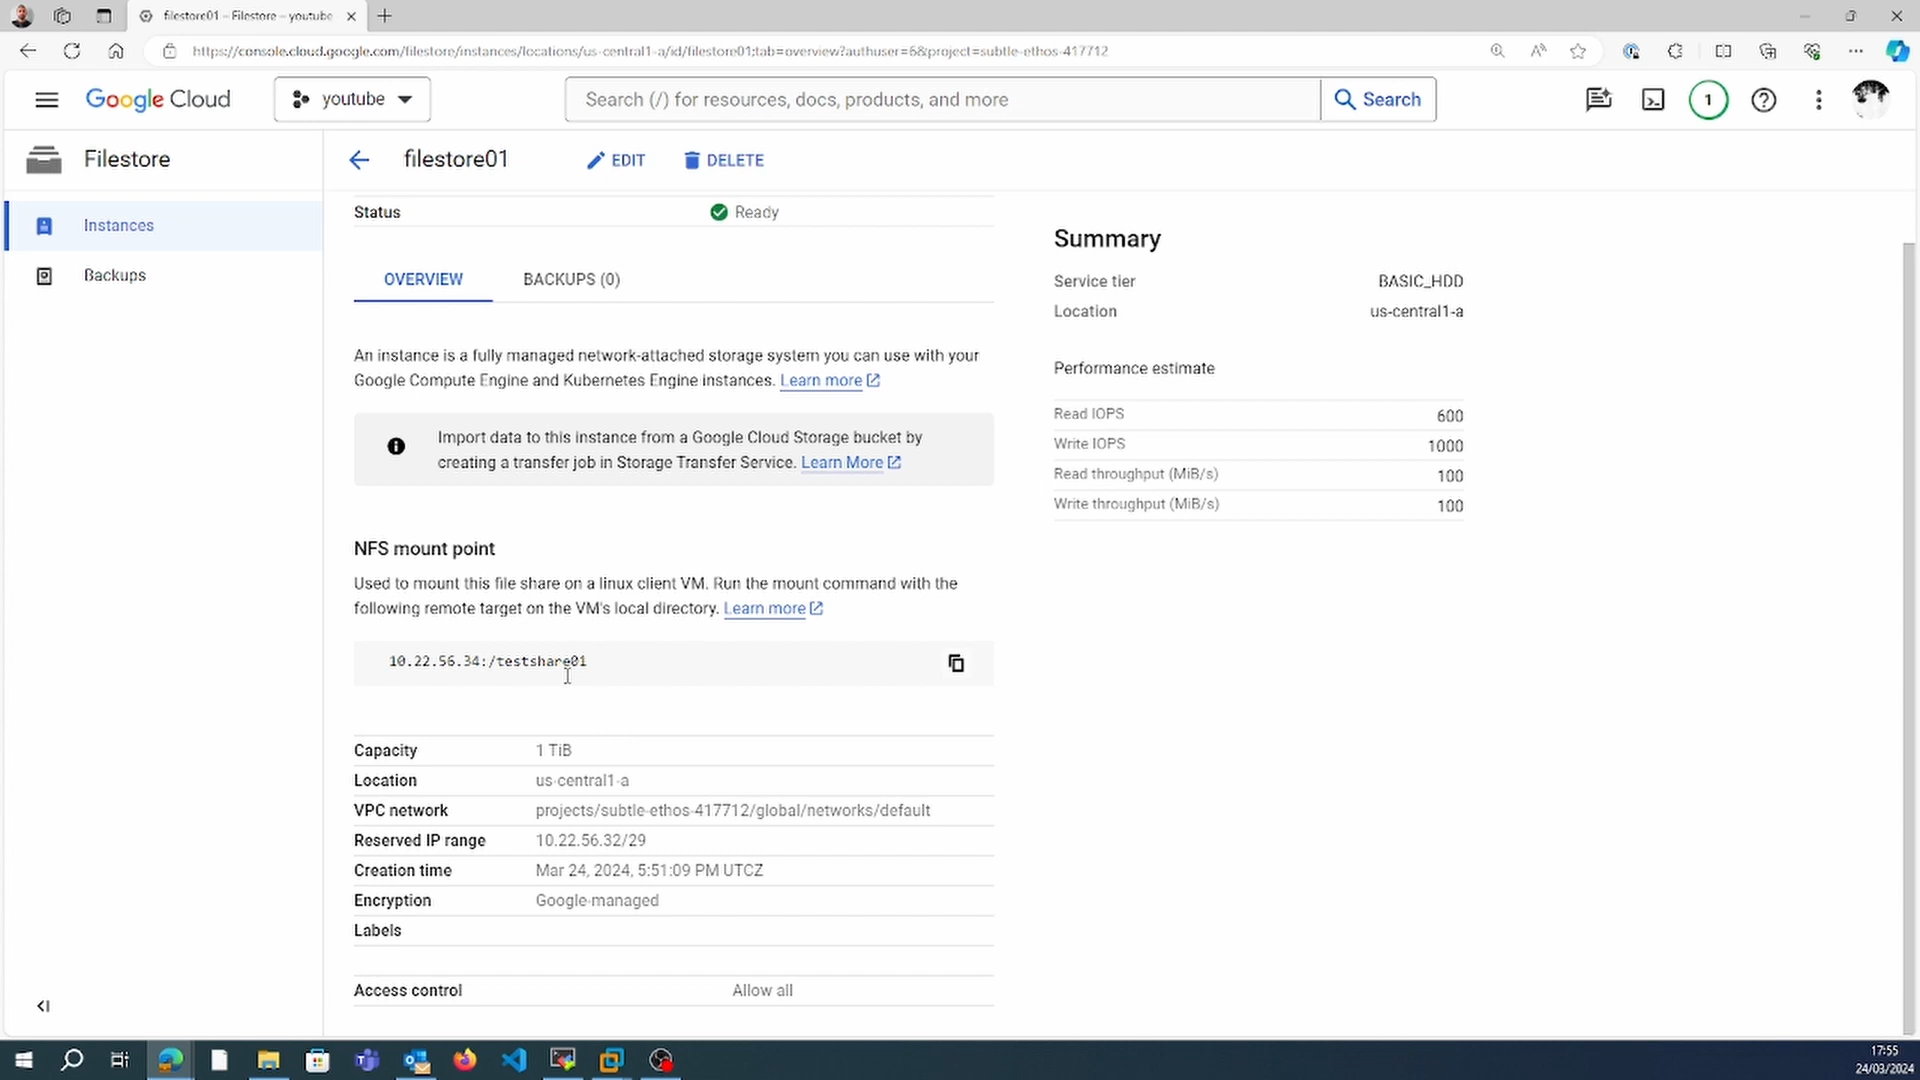 filestore01 – Filestore – youtube
https://console.cloud.google.com/filestore/instances/locations/us-central1-a/id/filestore01;tab=overview?authuser=6&project=subtle-ethos-417712
Google Cloud
youtube
Search (/) for resources, docs, products, and more
Search
1
Filestore
filestore01
EDIT
DELETE
Instances
Backups
Status
Ready
OVERVIEW
BACKUPS (0)
An instance is a fully managed network-attached storage system you can use with your
Google Compute Engine and Kubernetes Engine instances. Learn more
Import data to this instance from a Google Cloud Storage bucket by
creating a transfer job in Storage Transfer Service. Learn More
NFS mount point
Used to mount this file share on a linux client VM. Run the mount command with the
following remote target on the VM's local directory. Learn more
10.22.56.34:/testshare01
Capacity 1 TiB
Location us-central1-a
VPC network projects/subtle-ethos-417712/global/networks/default
Reserved IP range 10.22.56.32/29
Creation time Mar 24, 2024, 5:51:09 PM UTCZ
Encryption Google-managed
Labels
Access control Allow all
Summary
Service tier BASIC_HDD
Location us-central1-a
Performance estimate
Read IOPS 600
Write IOPS 1000
Read throughput (MiB/s) 100
Write throughput (MiB/s) 100
17:55
24/03/2024